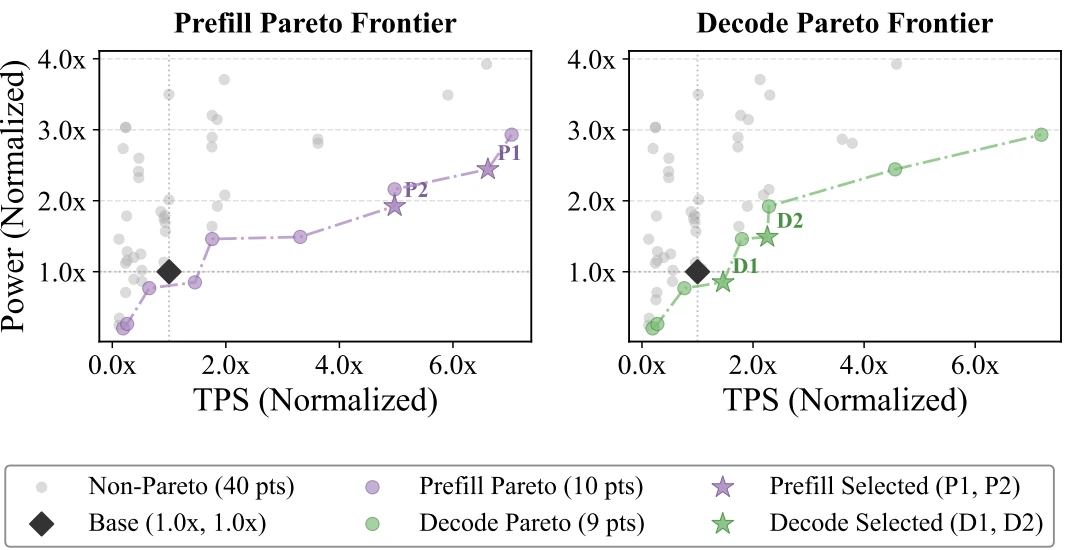 Prefill Pareto Frontier
Decode Pareto Frontier
Power (Normalized)
4.0x
3.0x
2.0x
1.0x
P1
P2
0.0x 2.0x 4.0x 6.0x
TPS (Normalized)
4.0x
3.0x
2.0x
1.0x
D2
D1
0.0x 2.0x 4.0x 6.0x
TPS (Normalized)
Non-Pareto (40 pts)
Prefill Pareto (10 pts)
Prefill Selected (P1, P2)
Base (1.0x, 1.0x)
Decode Pareto (9 pts)
Decode Selected (D1, D2)